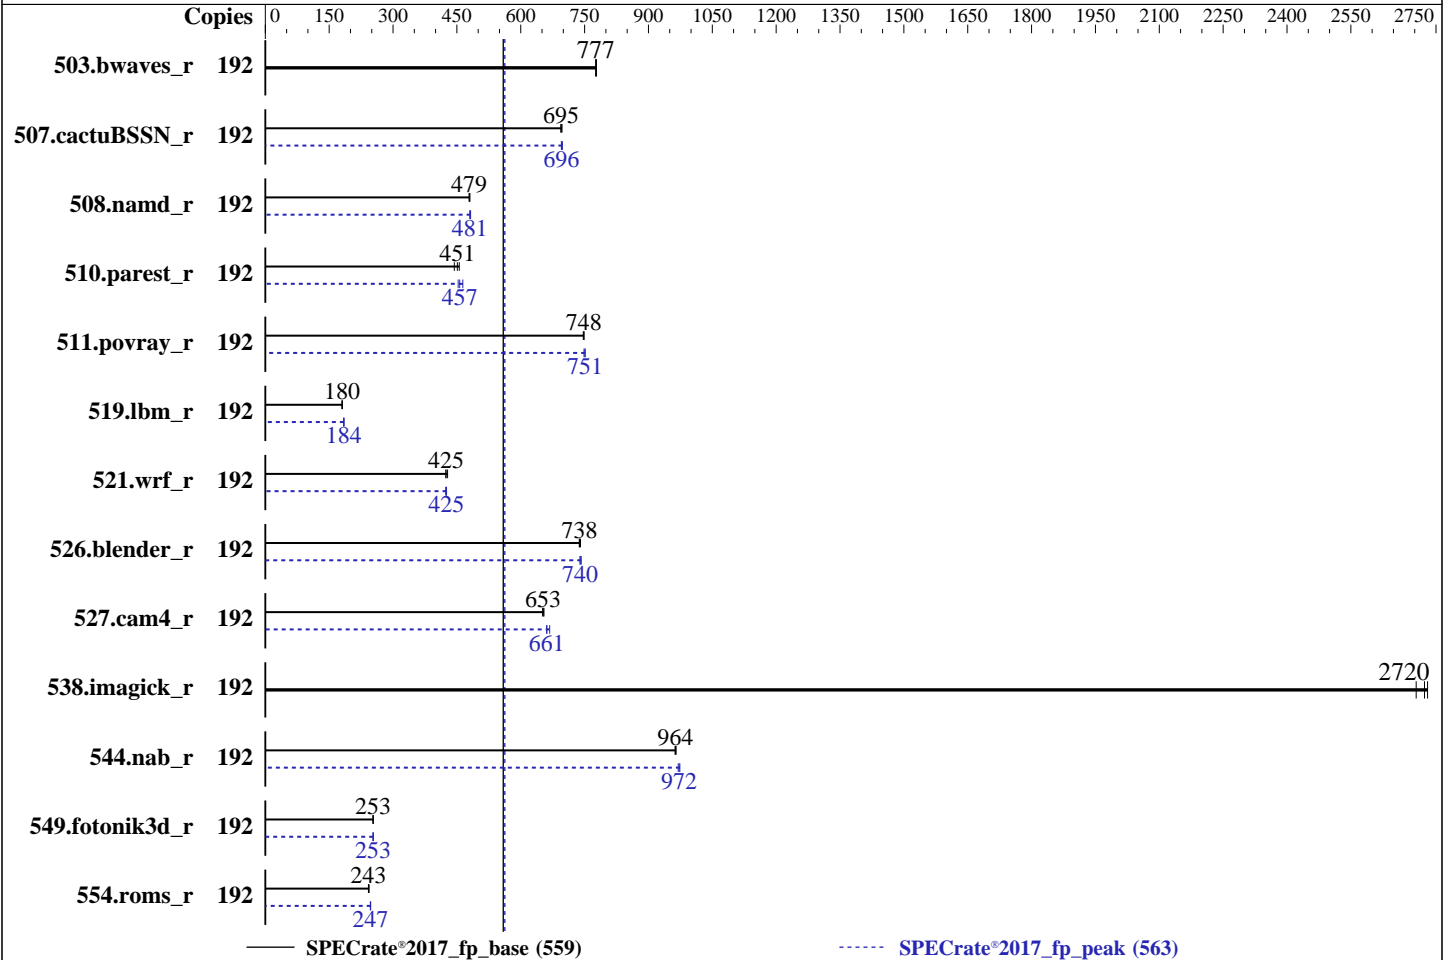 Copies 0 150 300 450 600 750 900 1050 1200 1350 1500 1650 1800 1950 2100 2250 2400 2550 2750
777
503.bwaves_r 192
695
507.cactuBSSN_r 192
696
479
508.namd_r 192
481
451
510.parest_r 192
457
748
511.povray_r 192
751
180
519.lbm_r 192
184
425
521.wrf_r 192
425
738
526.blender_r 192
740
653
527.cam4_r 192
661
2720
538.imagick_r 192
964
544.nab_r 192
972
253
549.fotonik3d_r 192
253
243
554.roms_r 192
247
SPECrate®2017_fp_base (559) SPECrate®2017_fp_peak (563)